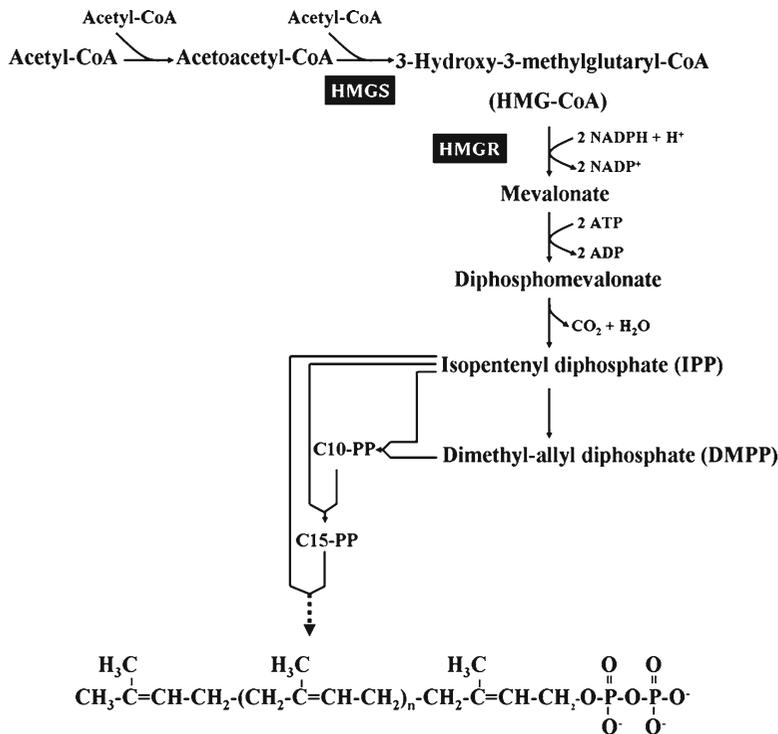 Acetyl-CoA Acetyl-CoA
Acetyl-CoA Acetoacetyl-CoA 3-Hydroxy-3-methylglutaryl-CoA
HMGS
(HMG-CoA)
HMGR
2 NADPH + H⁺
2 NADP⁺
Mevalonate
2 ATP
2 ADP
Diphosphomevalonate
CO₂ + H₂O
Isopentenyl diphosphate (IPP)
C10-PP
Dimethyl-allyl diphosphate (DMPP)
C15-PP
H₃C H₃C H₃C O O
CH₃-C=CH-CH₂-(CH₂-C=CH-CH₂)ₙ-CH₂-C=CH-CH₂-O-P-O-P-O⁻
O⁻ O⁻